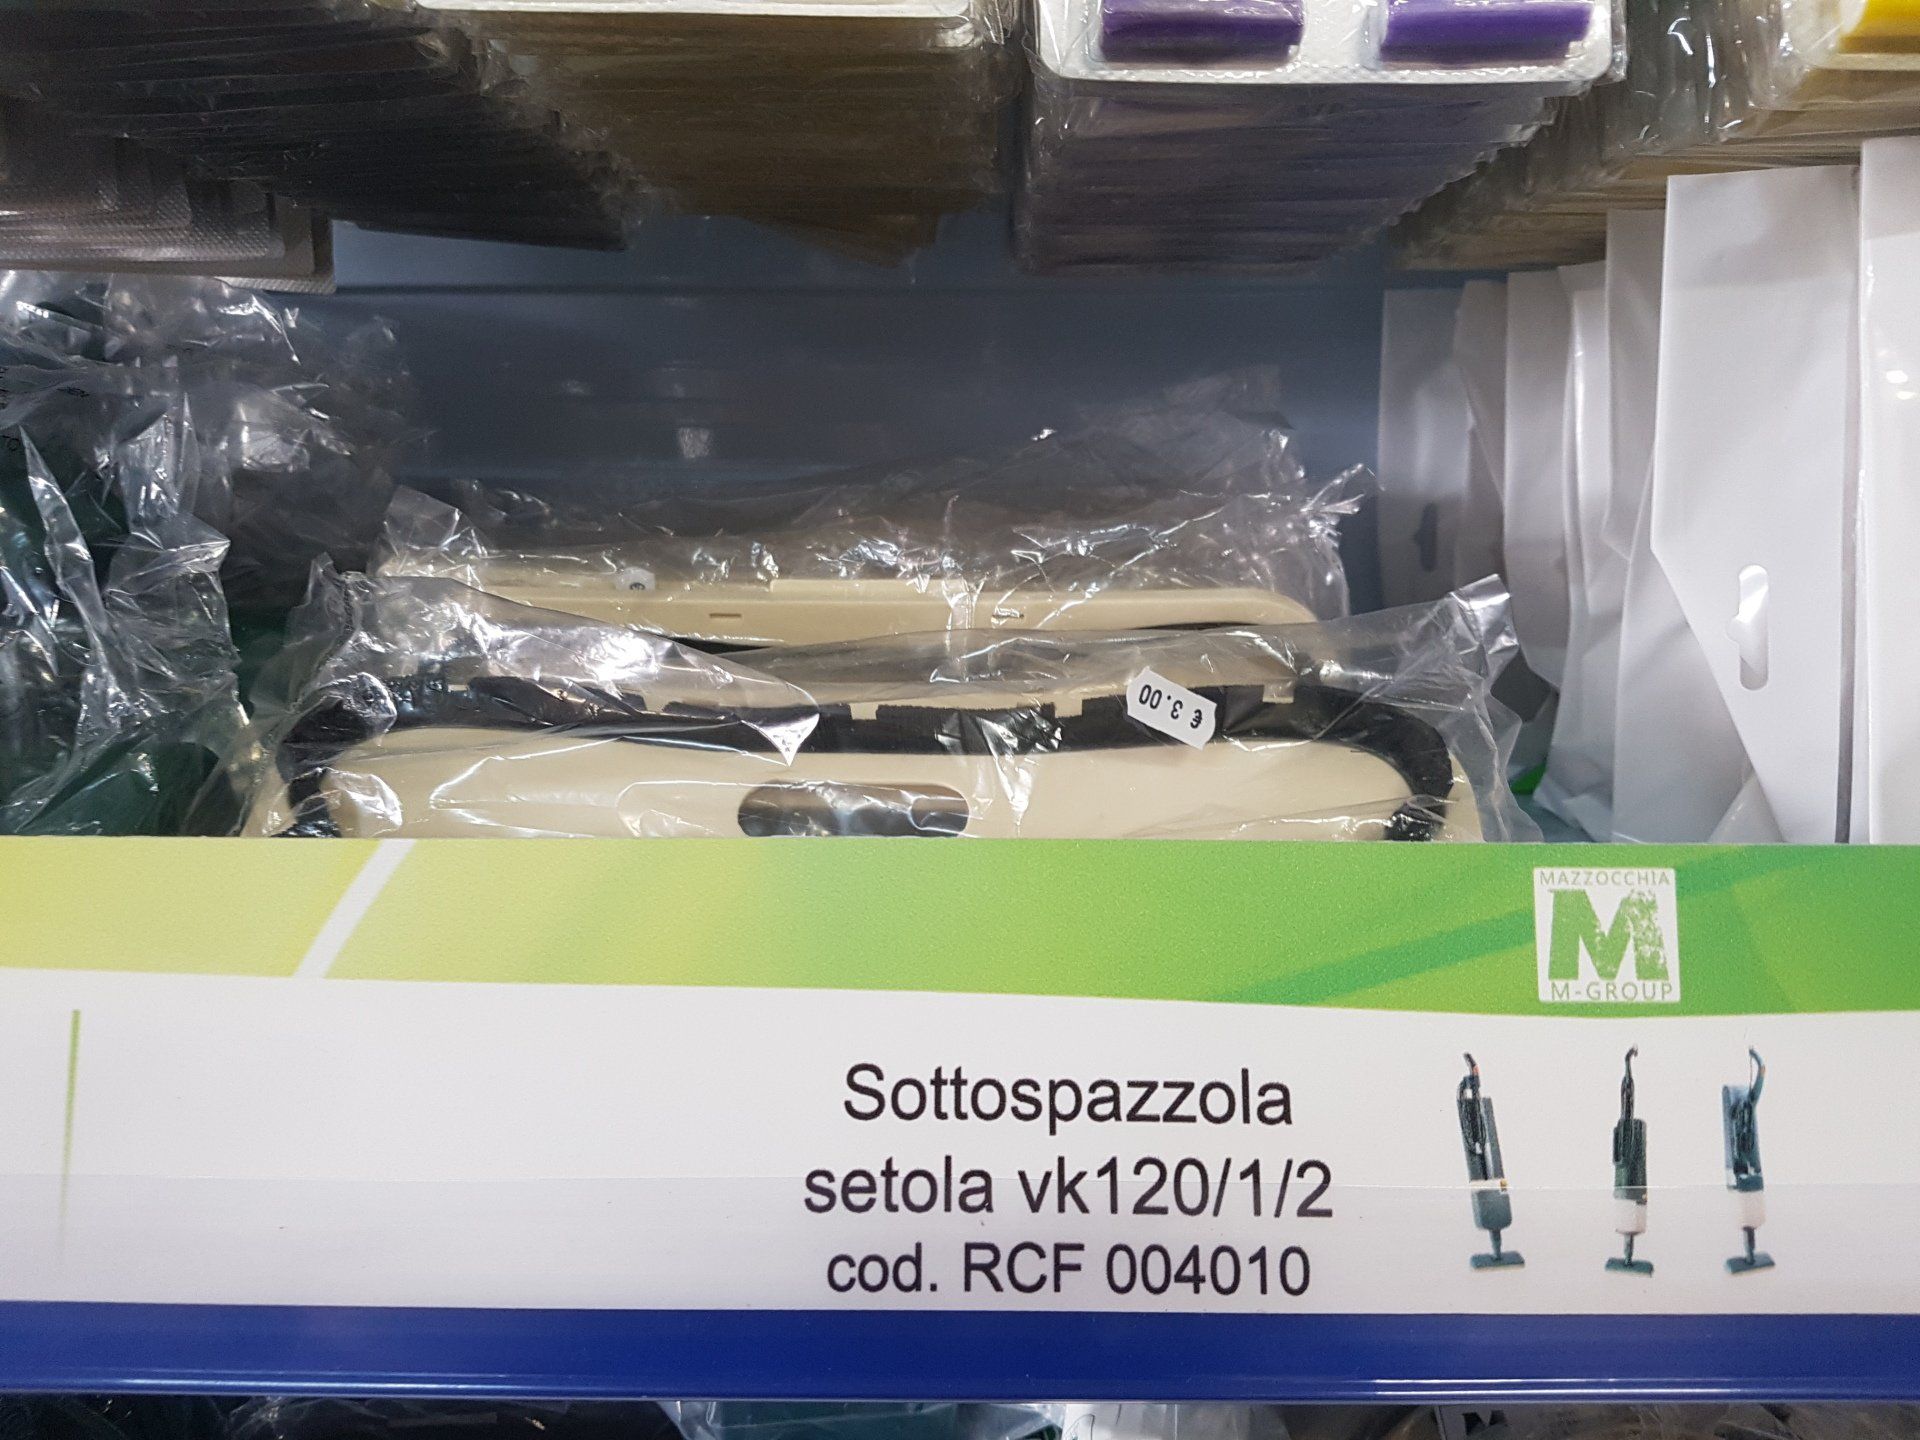 € 3.00
MAZZOCCHIA
M
M-GROUP
Sottospazzola
setola vk120/1/2
cod. RCF 004010